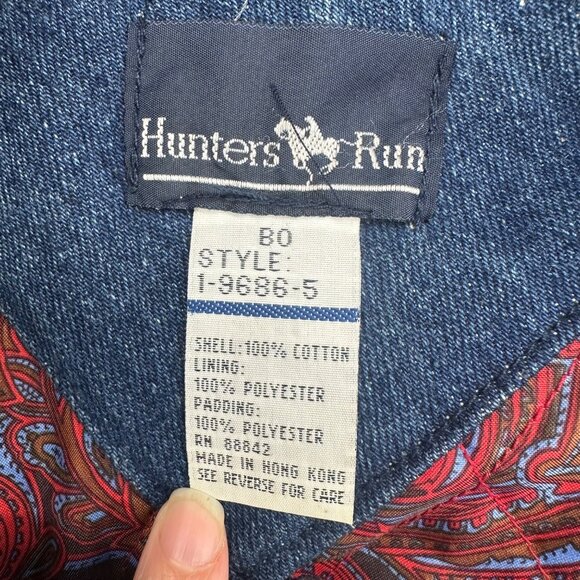 Hunters Run
BO
STYLE:
1-9686-5
SHELL: 100% COTTON
LINING:
100% POLYESTER
PADDING:
100% POLYESTER
RN 88842
MADE IN HONG KONG
SEE REVERSE FOR CARE